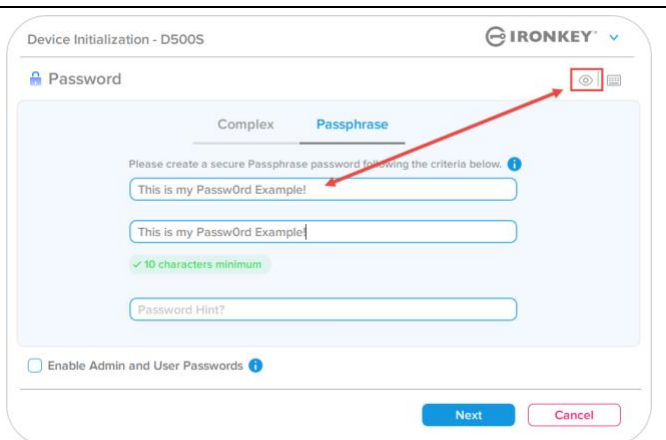 Device Initialization - D500S
IRONKEY
Password
Complex Passphrase
Please create a secure Passphrase password following the criteria below.
This is my Passw0rd Example!
This is my Passw0rd Example!
✓ 10 characters minimum
Password Hint?
Enable Admin and User Passwords
Next Cancel